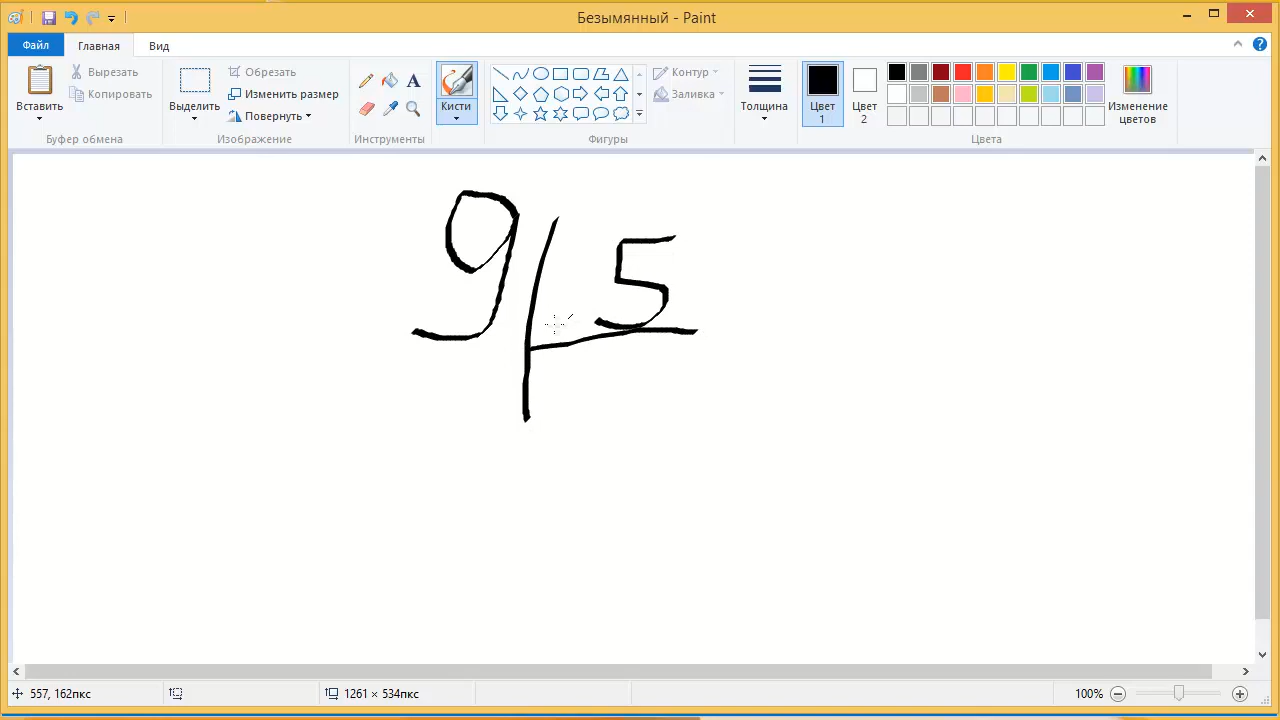 Безымянный - Paint
Файл Главная Вид
Вставить
Вырезать
Копировать
Буфер обмена
Выделить
Обрезать
Изменить размер
Повернуть
Изображение
A
Инструменты
Кисти
Контур
Заливка
Фигуры
Толщина
Цвет 1
Цвет 2
Изменение цветов
Цвета
9 5
557, 162пкс 1261 × 534пкс 100%